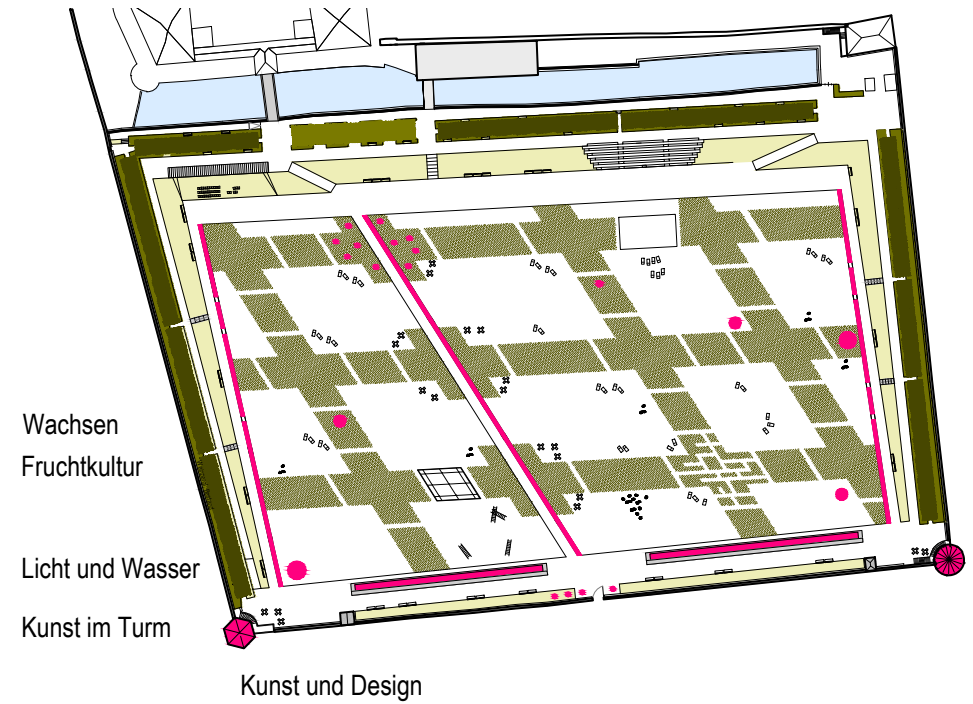 Wachsen
Fruchtkultur
Licht und Wasser
Kunst im Turm
Kunst und Design